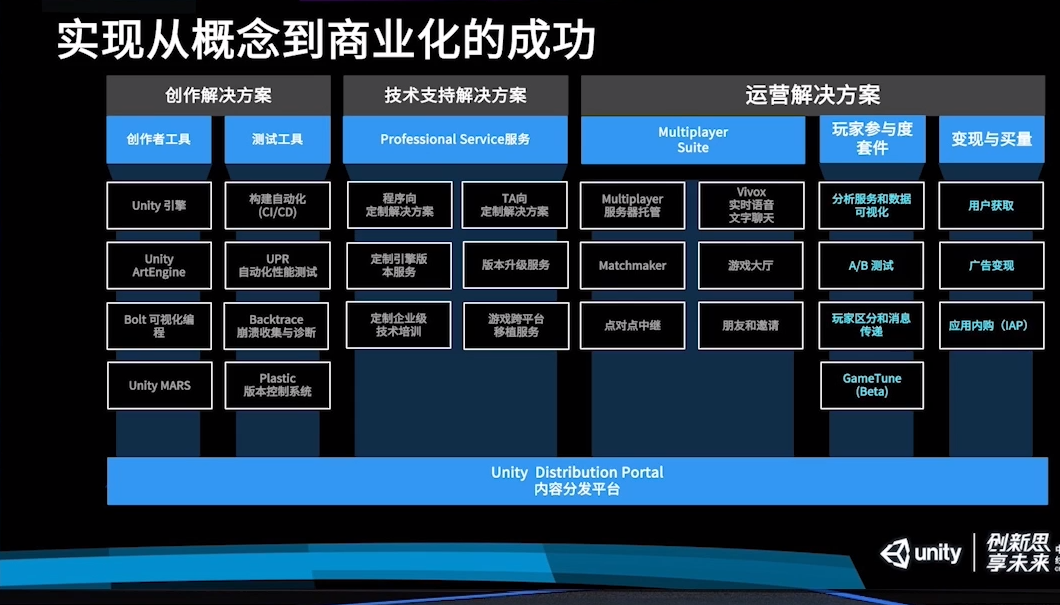 实现从概念到商业化的成功
创作解决方案
技术支持解决方案
运营解决方案
创作者工具
测试工具
Professional Service服务
Multiplayer
Suite
玩家参与度
套件
变现与买量
Unity 引擎
构建自动化
(CI/CD)
程序向
定制解决方案
TA向
定制解决方案
Multiplayer
服务器托管
Vivox
实时语音
文字聊天
分析服务和数据
可视化
用户获取
Unity
ArtEngine
UPR
自动化性能测试
定制引擎版
本服务
版本升级服务
Matchmaker
游戏大厅
A/B 测试
广告变现
Bolt 可视化编
程
Backtrace
崩溃收集与诊断
定制企业级
技术培训
游戏跨平台
移植服务
点对点中继
朋友和邀请
玩家区分和消息
传递
应用内购（IAP）
Unity MARS
Plastic
版本控制系统
GameTune
(Beta)
Unity Distribution Portal
内容分发平台
unity
创新思
享未来